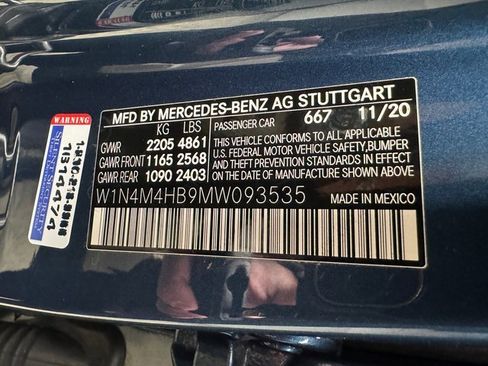 MFD BY MERCEDES-BENZ AG STUTTGART
KG LBS
GVWR 2205 4861
GAWR FRONT 1165 2568
GAWR REAR 1090 2403
PASSENGER CAR 667 11/20
THIS VEHICLE CONFORMS TO ALL APPLICABLE
U.S. FEDERAL MOTOR VEHICLE SAFETY, BUMPER
AND THEFT PREVENTION STANDARDS IN EFFECT ON
THE DATE OF MANUFACTURE SHOWN ABOVE.
W1N4M4HB9MW093535
MADE IN MEXICO
WARNING